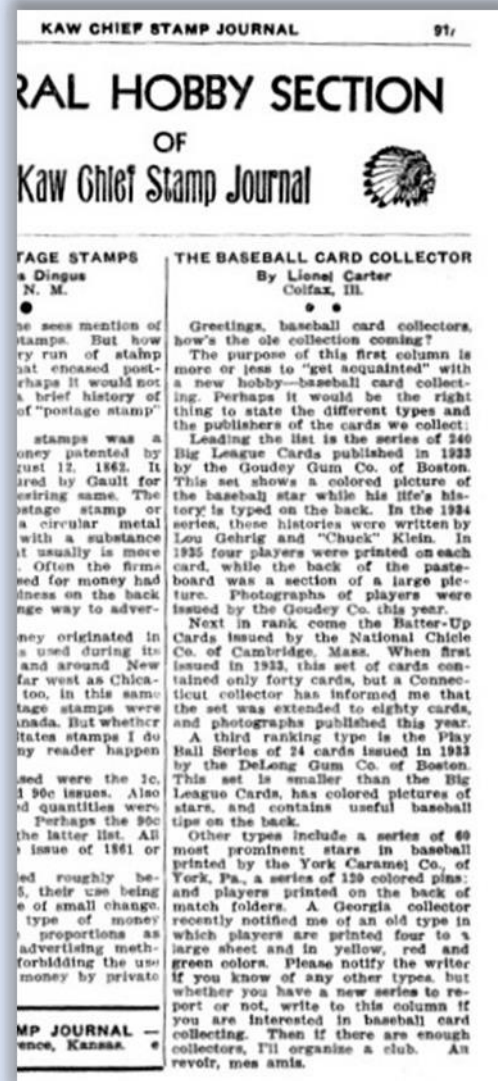 KAW CHIEF STAMP JOURNAL 91
RAL HOBBY SECTION
OF
Kaw Chief Stamp Journal
TAGE STAMPS
s Dingus
N. M.
ne sees mention of
tamps. But how
ry run of stamp
hat encased post-
rhaps it would not
a brief history of
of "postage stamp"
stamps was a
oney patented by
gust 12, 1862. It
ured by Gault for
esiring same. The
ostage stamp or
a circular metal
with a substance
t usually is more
. Often the firms
sed for money had
iness on the back
nge way to adver-
ney originated in
s used during its
and around New
far west as Chica-
too, in this same
tage stamps were
anada. But whether
tates stamps I do
ny reader happen
sed were the 1c,
d 90c issues. Also
d quantities were
Perhaps the 90c
the latter list. All
issue of 1861 or
ed roughly be-
5, their use being
e of small change.
type of money
proportions as
advertising meth-
forbidding the use
money by private
MP JOURNAL —
rence, Kansas. e
THE BASEBALL CARD COLLECTOR
By Lionel Carter
Colfax, Ill.
Greetings, baseball card collectors,
how's the ole collection coming?
The purpose of this first column is
more or less to "get acquainted" with
a new hobby—baseball card collect-
ing. Perhaps it would be the right
thing to state the different types and
the publishers of the cards we collect:
Leading the list is the series of 240
Big League Cards published in 1933
by the Goudey Gum Co. of Boston.
This set shows a colored picture of
the baseball star while his life's his-
tory is typed on the back. In the 1934
series, these histories were written by
Lou Gehrig and "Chuck" Klein. In
1935 four players were printed on each
card, while the back of the paste-
board was a section of a large pic-
ture. Photographs of players were
issued by the Goudey Co. this year.
Next in rank come the Batter-Up
Cards issued by the National Chicle
Co. of Cambridge, Mass. When first
issued in 1933, this set of cards con-
tained only forty cards, but a Connec-
ticut collector has informed me that
the set was extended to eighty cards,
and photographs published this year.
A third ranking type is the Play
Ball Series of 24 cards issued in 1933
by the DeLong Gum Co. of Boston.
This set is smaller than the Big
League Cards, has colored pictures of
stars, and contains useful baseball
tips on the back.
Other types include a series of 60
most prominent stars in baseball
printed by the York Caramel Co., of
York, Pa., a series of 120 colored pins;
and players printed on the back of
match folders. A Georgia collector
recently notified me of an old type in
which players are printed four to a
large sheet and in yellow, red and
green colors. Please notify the writer
if you know of any other types, but
whether you have a new series to re-
port or not, write to this column if
you are interested in baseball card
collecting. Then if there are enough
collectors, I'll organize a club. Au
revoir, mes amis.